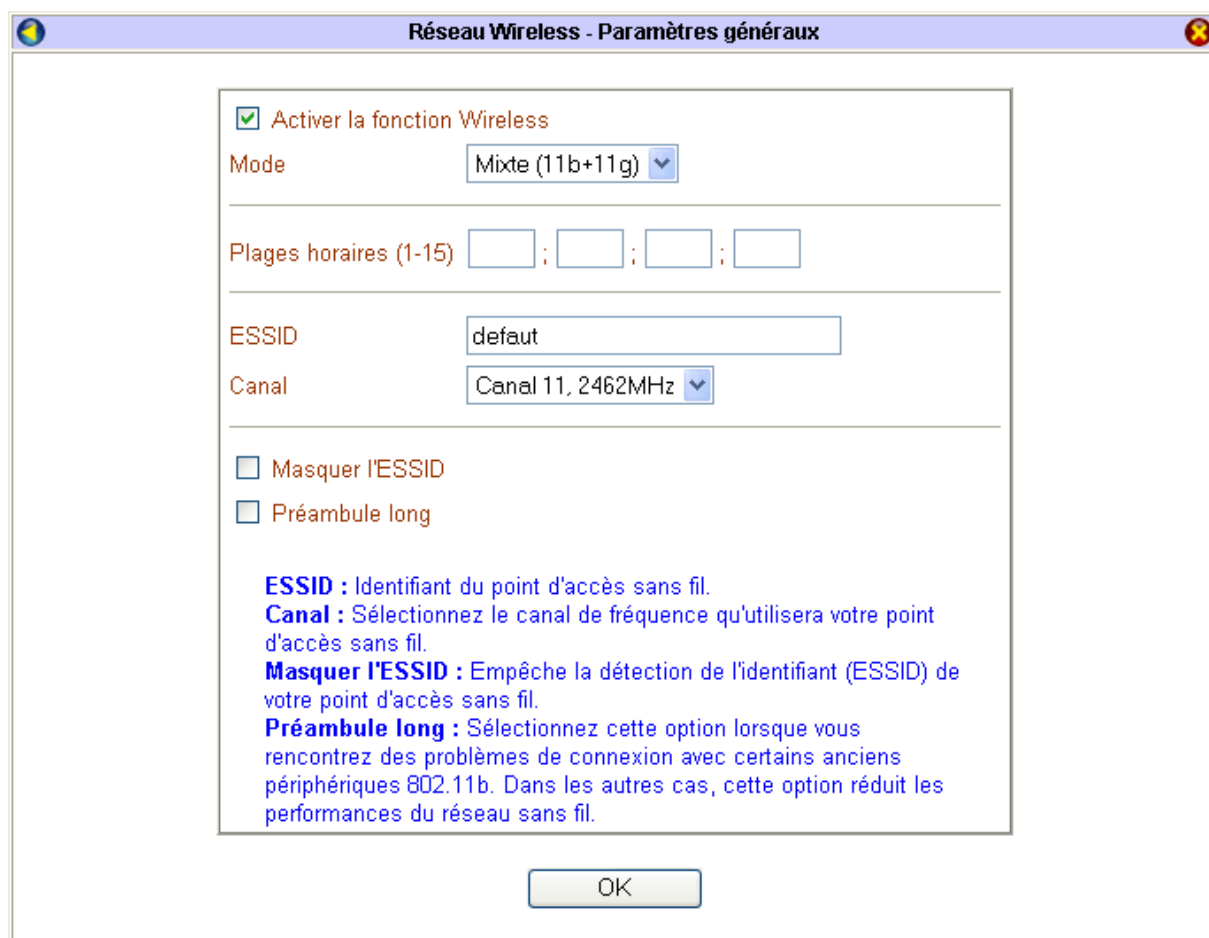 Réseau Wireless - Paramètres généraux
Activer la fonction Wireless
Mode Mixte (11b+11g)
Plages horaires (1-15) ; ; ;
ESSID defaut
Canal Canal 11, 2462MHz
Masquer l'ESSID
Préambule long
ESSID : Identifiant du point d'accès sans fil.
Canal : Sélectionnez le canal de fréquence qu'utilisera votre point
d'accès sans fil.
Masquer l'ESSID : Empêche la détection de l'identifiant (ESSID) de
votre point d'accès sans fil.
Préambule long : Sélectionnez cette option lorsque vous
rencontrez des problèmes de connexion avec certains anciens
périphériques 802.11b. Dans les autres cas, cette option réduit les
performances du réseau sans fil.
OK